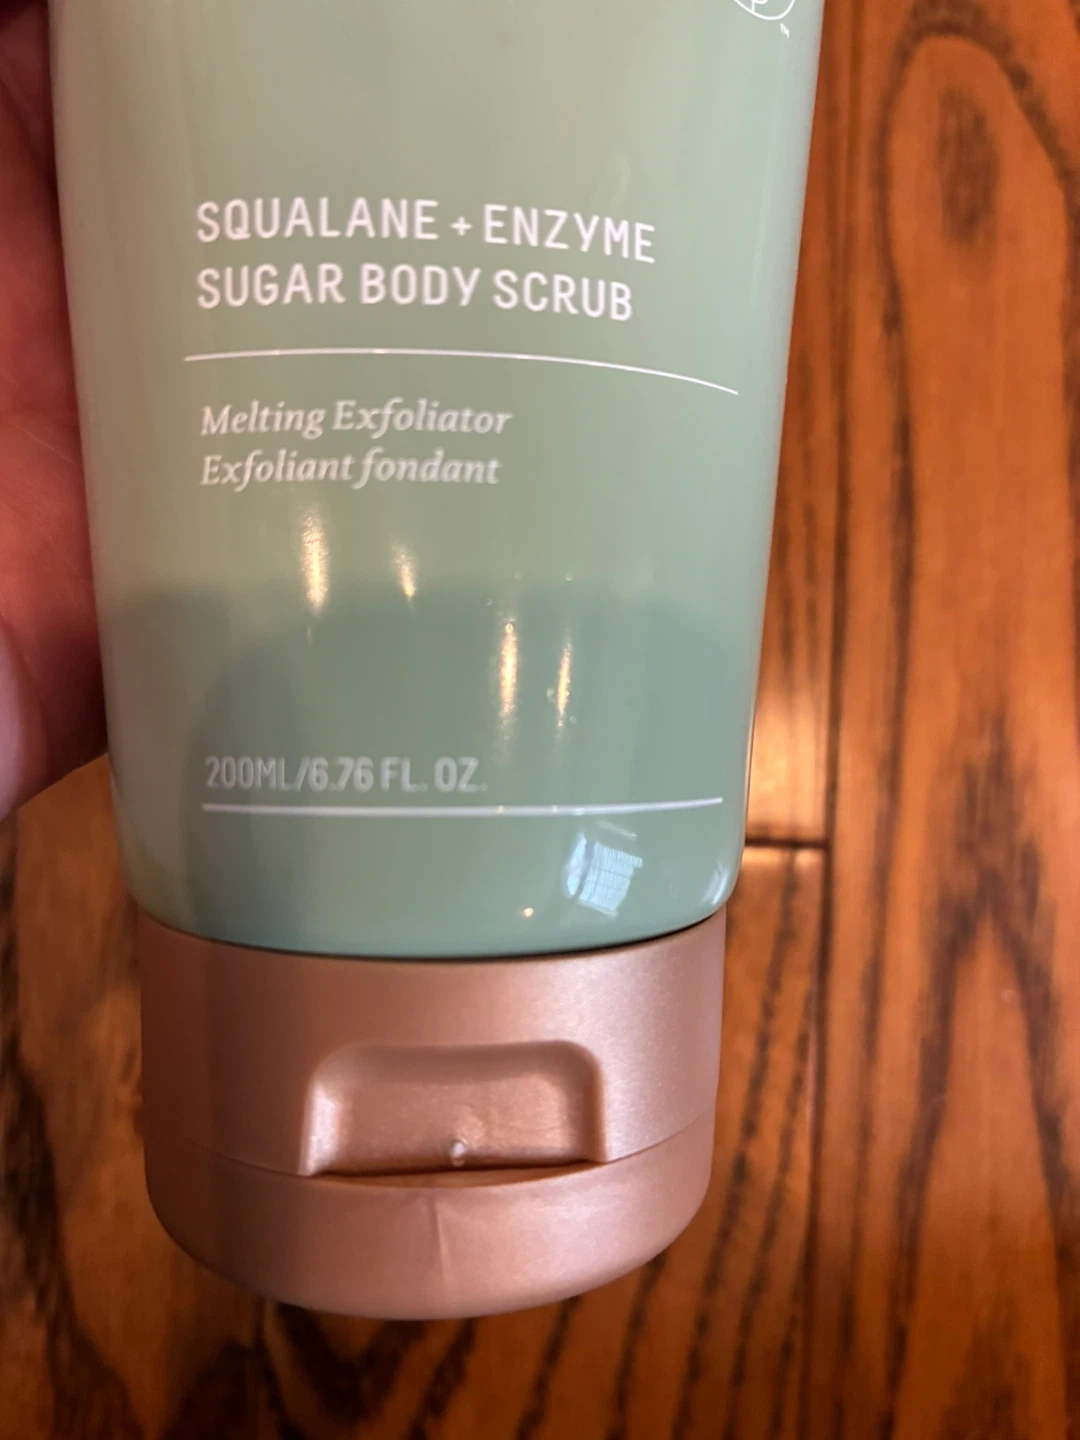 SQUALANE + ENZYME
SUGAR BODY SCRUB
Melting Exfoliator
Exfoliant fondant
200ML/6.76 FL. OZ.